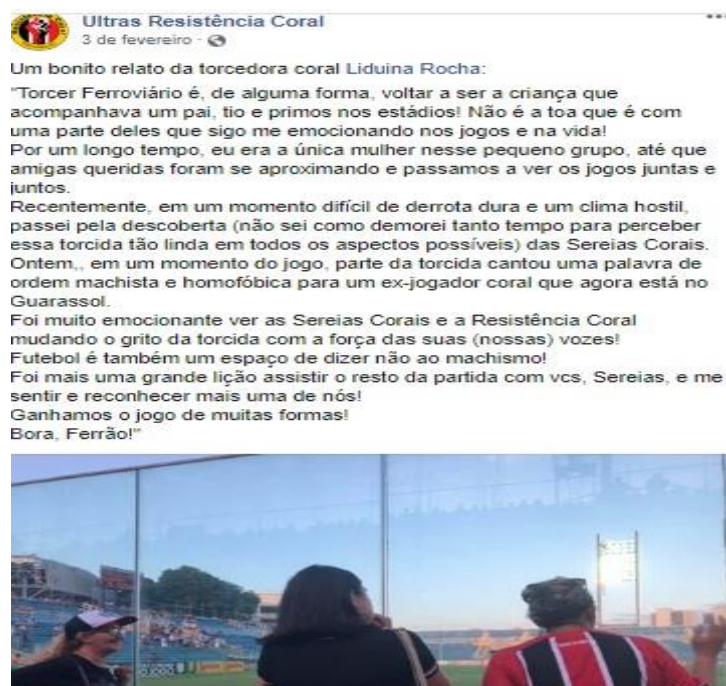 Ultras Resistência Coral
3 de fevereiro ·
Um bonito relato da torcedora coral Liduina Rocha:
"Torcer Ferroviário é, de alguma forma, voltar a ser a criança que
acompanhava um pai, tio e primos nos estádios! Não é a toa que é com
uma parte deles que sigo me emocionando nos jogos e na vida!
Por um longo tempo, eu era a única mulher nesse pequeno grupo, até que
amigas queridas foram se aproximando e passamos a ver os jogos juntas e
juntos.
Recentemente, em um momento difícil de derrota dura e um clima hostil,
passei pela descoberta (não sei como demorei tanto tempo para perceber
essa torcida tão linda em todos os aspectos possíveis) das Sereias Corais.
Ontem,, em um momento do jogo, parte da torcida cantou uma palavra de
ordem machista e homofóbica para um ex-jogador coral que agora está no
Guarassol.
Foi muito emocionante ver as Sereias Corais e a Resistência Coral
mudando o grito da torcida com a força das suas (nossas) vozes!
Futebol é também um espaço de dizer não ao machismo!
Foi mais uma grande lição assistir o resto da partida com vcs, Sereias, e me
sentir e reconhecer mais uma de nós!
Ganhamos o jogo de muitas formas!
Bora, Ferrão!"